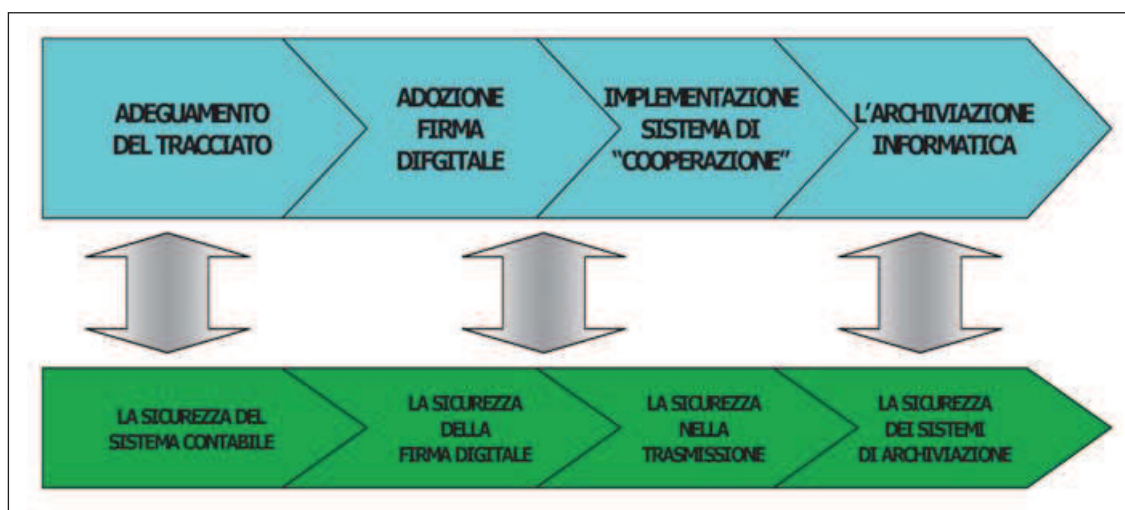 ADEGUAMENTO
DEL TRACCIATO
ADOZIONE
FIRMA
DIFGITALE
IMPLEMENTAZIONE
SISTEMA DI
“COOPERAZIONE”
L’ARCHIVIAZIONE
INFORMATICA
LA SICUREZZA DEL
SISTEMA CONTABILE
LA SICUREZZA
DELLA
FIRMA DIGITALE
LA SICUREZZA
NELLA
TRASMISSIONE
LA SICUREZZA
DEI SISTEMI
DI ARCHIVIAZIONE